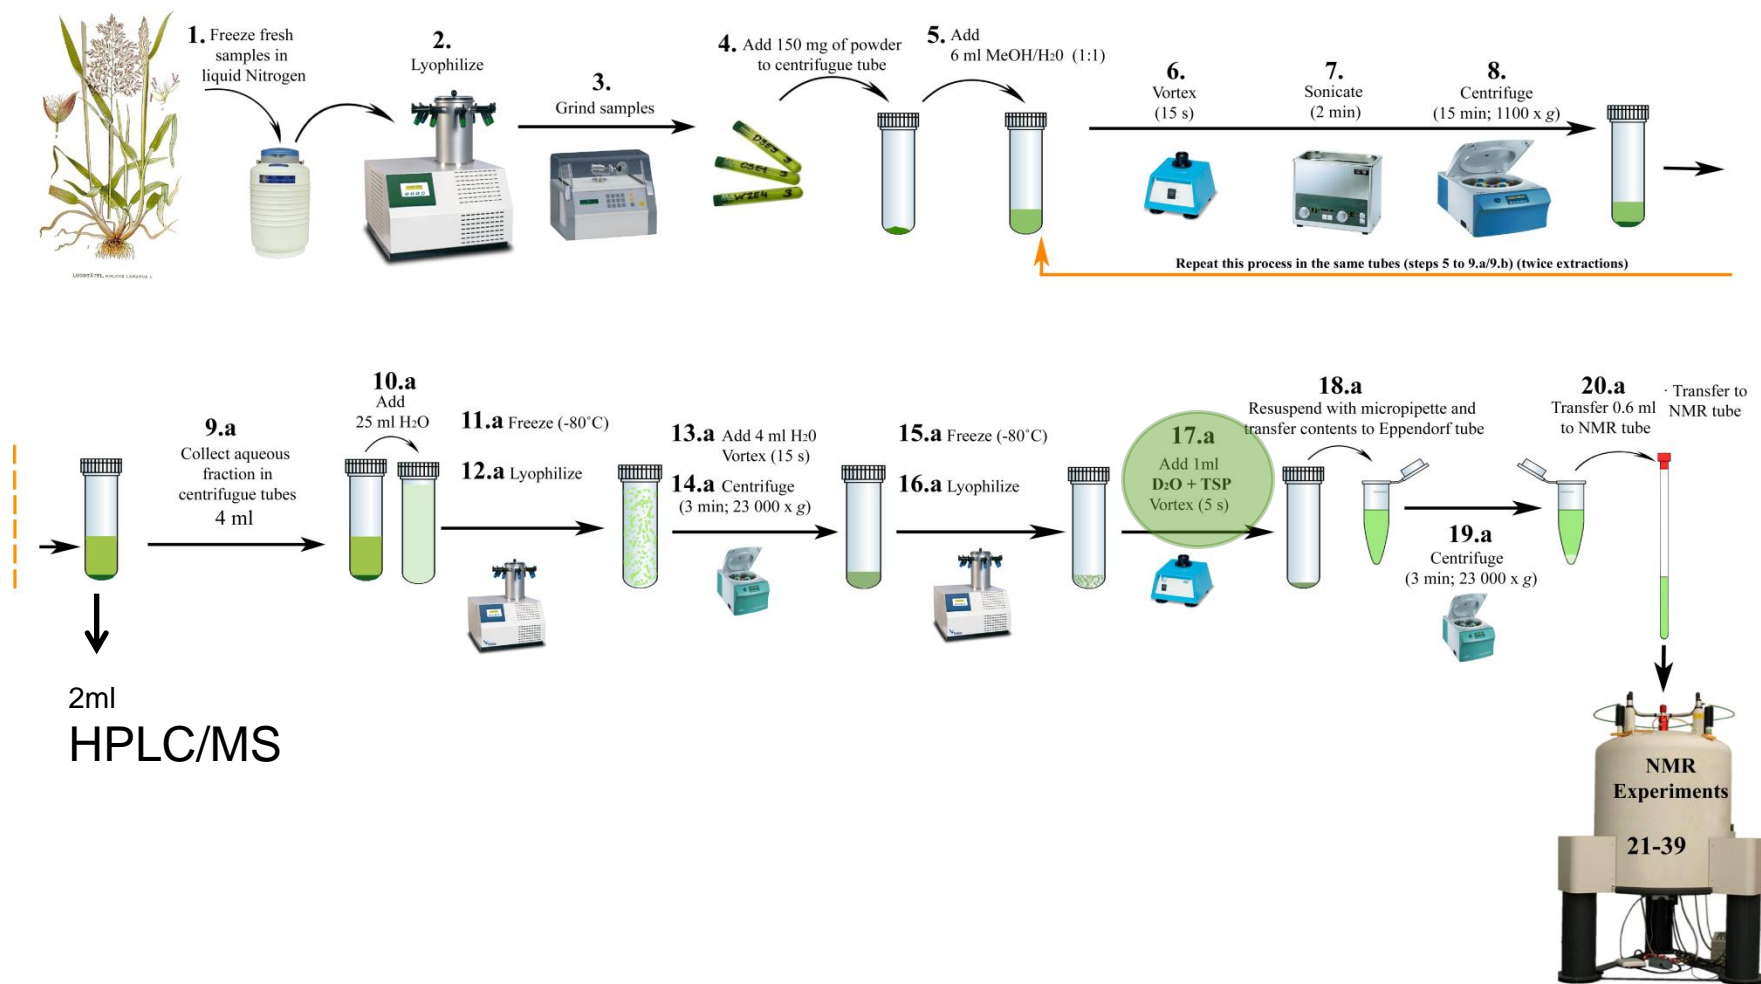 1. Freeze fresh
samples in
liquid Nitrogen
2.
Lyophilize
3.
Grind samples
4. Add 150 mg of powder
to centrifugue tube
5. Add
6 ml MeOH/H20 (1:1)
6.
Vortex
(15 s)
7.
Sonicate
(2 min)
8.
Centrifuge
(15 min; 1100 x g)
Repeat this process in the same tubes (steps 5 to 9.a/9.b) (twice extractions)
9.a
Collect aqueous
fraction in
centrifugue tubes
4 ml
10.a
Add
25 ml H2O
11.a Freeze (-80˚C)
12.a Lyophilize
13.a Add 4 ml H20
Vortex (15 s)
14.a Centrifuge
(3 min; 23 000 x g)
15.a Freeze (-80˚C)
16.a Lyophilize
17.a
Add 1ml
D2O + TSP
Vortex (5 s)
18.a
Resuspend with micropipette and
transfer contents to Eppendorf tube
19.a
Centrifuge
(3 min; 23 000 x g)
20.a
Transfer 0.6 ml
to NMR tube
· Transfer to
NMR tube
2ml
HPLC/MS
NMR
Experiments
21-39